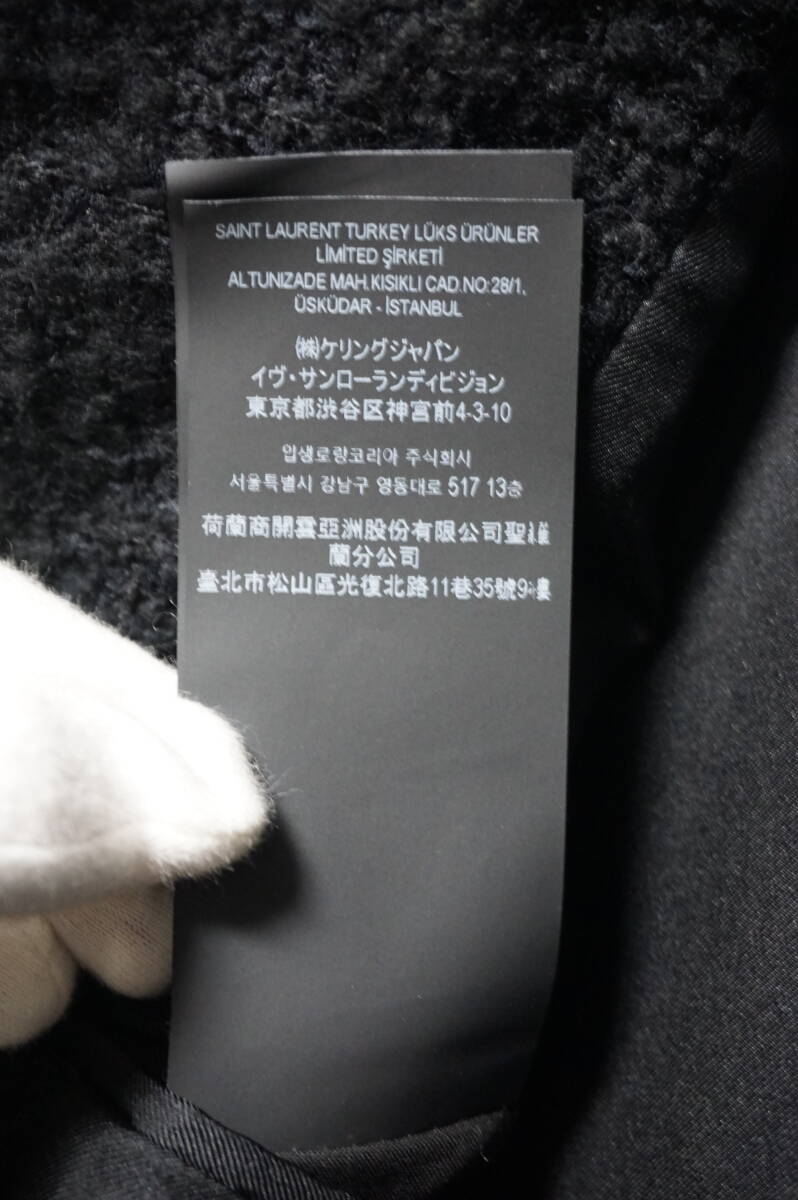 SAINT LAURENT TURKEY LÜKS ÜRÜNLER
LİMİTED ŞİRKETİ
ALTUNIZADE MAH.KISIKLI CAD.NO:28/1,
ÜSKÜDAR - İSTANBUL
㈱ケリングジャパン
イヴ・サンローランディビジョン
東京都渋谷区神宮前4-3-10
입생로랑코리아 주식회시
서울특별시 강남구 영동대로 517 13층
荷蘭商開雲亞洲股份有限公司聖維
蘭分公司
臺北市松山區光復北路11巷35號9樓